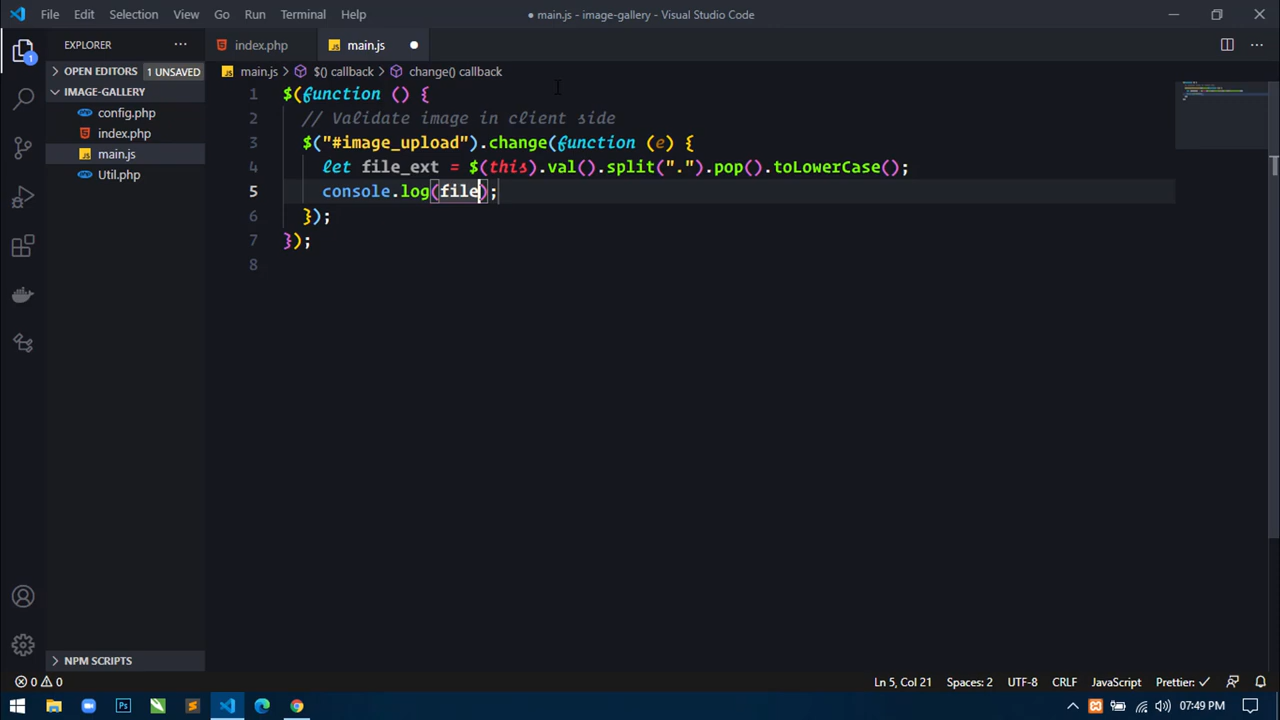 File Edit Selection View Go Run Terminal Help
● main.js - image-gallery - Visual Studio Code
EXPLORER ···
index.php
main.js ●
OPEN EDITORS 1 UNSAVED
main.js > $() callback > change() callback
IMAGE-GALLERY
config.php
index.php
main.js
Util.php
1 $(function () {
2 // Validate image in client side
3 $("#image_upload").change(function (e) {
4 let file_ext = $(this).val().split(".").pop().toLowerCase();
5 console.log(file);
6 });
7 });
8
1
NPM SCRIPTS
0 0
Ln 5, Col 21 Spaces: 2 UTF-8 CRLF JavaScript Prettier: ✓
Ps
07:49 PM